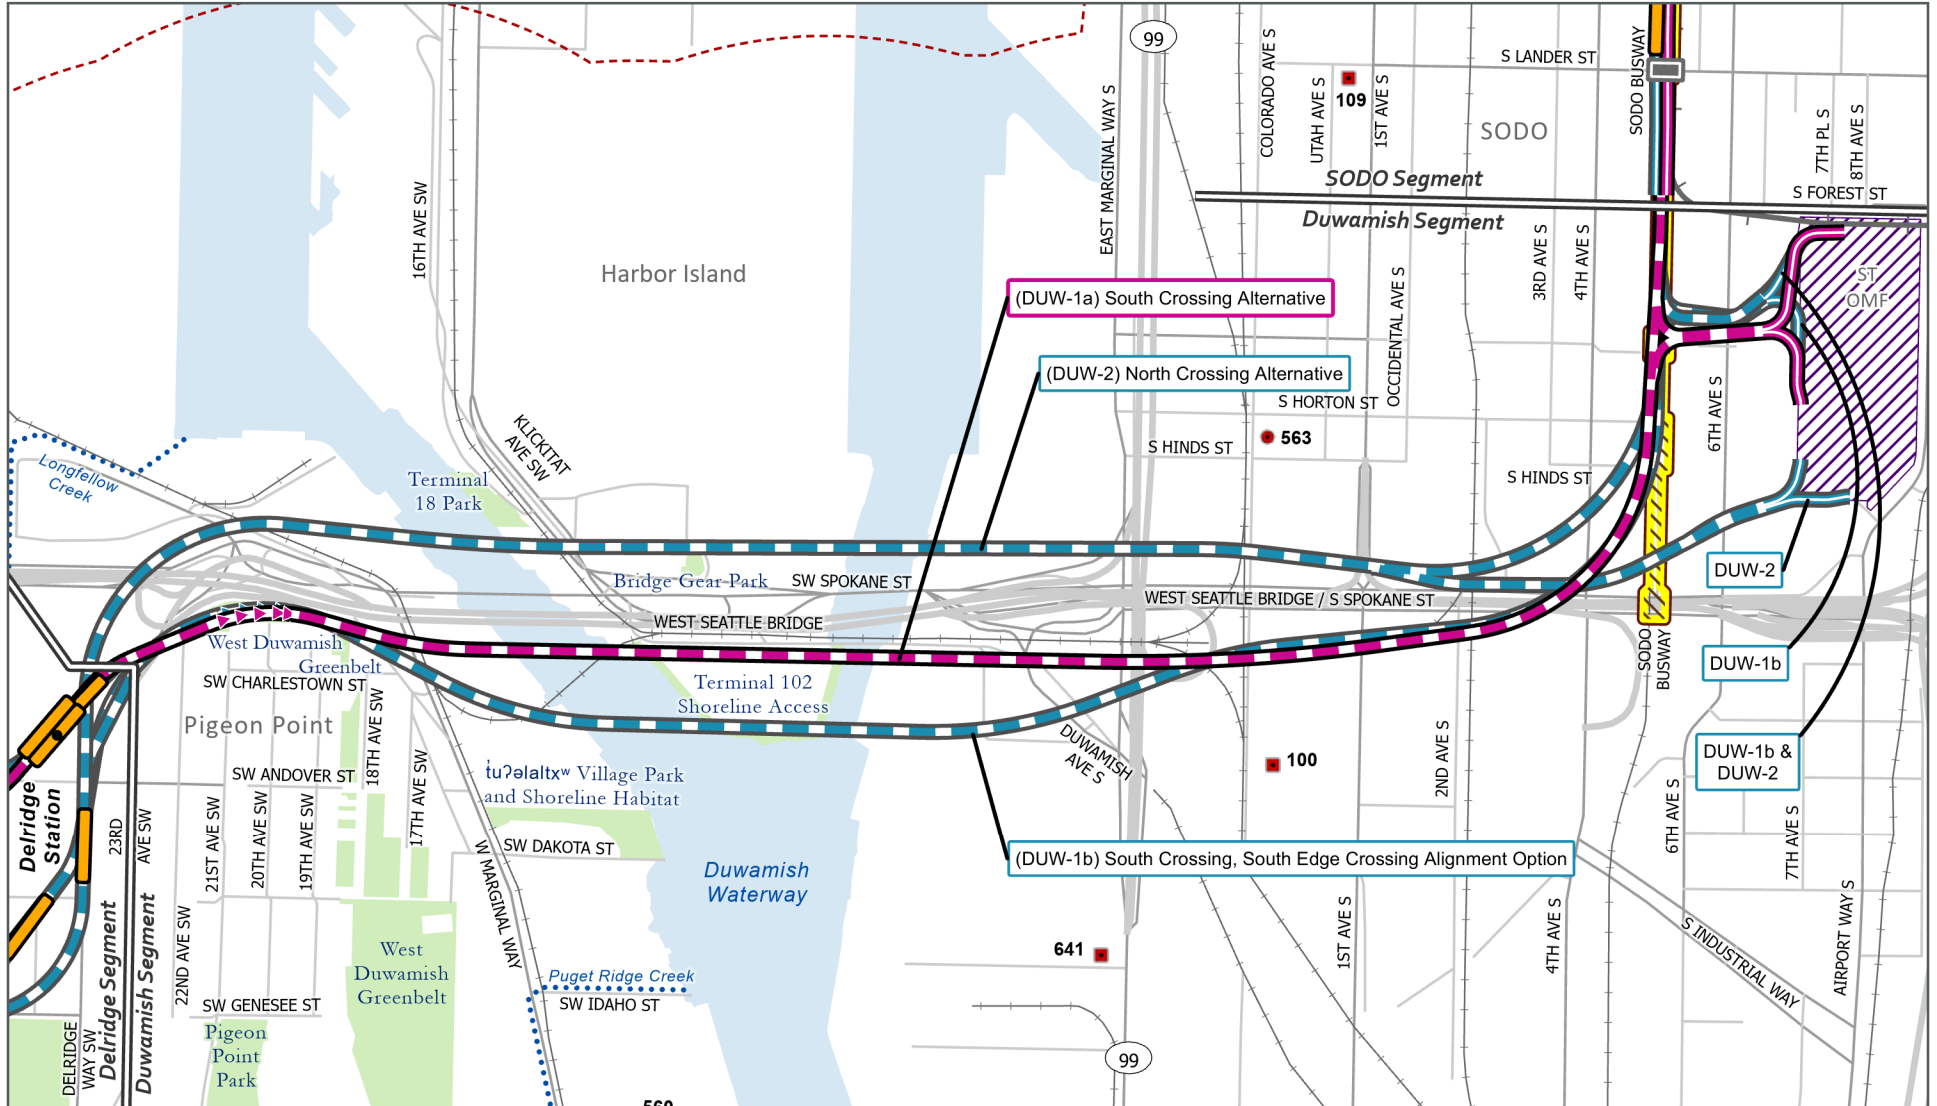 99
S LANDER ST
COLORADO AVE S
UTAH AVE S
109
1ST AVE S
SODO BUSWAY
SODO
7TH PL S
8TH AVE S
EAST MARGINAL WAY S
16TH AVE SW
SODO Segment
Duwamish Segment
S FOREST ST
Harbor Island
3RD AVE S
4TH AVE S
ST
OMF
(DUW-1a) South Crossing Alternative
OCCIDENTAL AVE S
(DUW-2) North Crossing Alternative
S HORTON ST
6TH AVE S
KLICKITAT
AVE SW
563
S HINDS ST
S HINDS ST
Longfellow
Creek
Terminal
18 Park
Bridge Gear Park
SW SPOKANE ST
WEST SEATTLE BRIDGE / S SPOKANE ST
WEST SEATTLE BRIDGE
DUW-2
West Duwamish
Greenbelt
SW CHARLESTOWN ST
SODO
BUSWAY
DUW-1b
Terminal 102
Shoreline Access
Pigeon Point
18TH AVE SW
17TH AVE SW
DUWAMISH
AVE S
DUW-1b &
DUW-2
100
2ND AVE S
SW ANDOVER ST
t̓uʔəlaltxʷ Village Park
and Shoreline Habitat
Delridge
Station
23RD
AVE SW
21ST AVE SW
20TH AVE SW
19TH AVE SW
6TH AVE S
7TH AVE S
SW DAKOTA ST
W MARGINAL WAY
Duwamish
Waterway
(DUW-1b) South Crossing, South Edge Crossing Alignment Option
Delridge Segment
Duwamish Segment
22ND AVE SW
West
Duwamish
Greenbelt
641
1ST AVE S
4TH AVE S
S INDUSTRIAL WAY
AIRPORT WAY S
Puget Ridge Creek
SW IDAHO ST
SW GENESEE ST
Pigeon
Point
Park
DELRIDGE
WAY SW
99
560